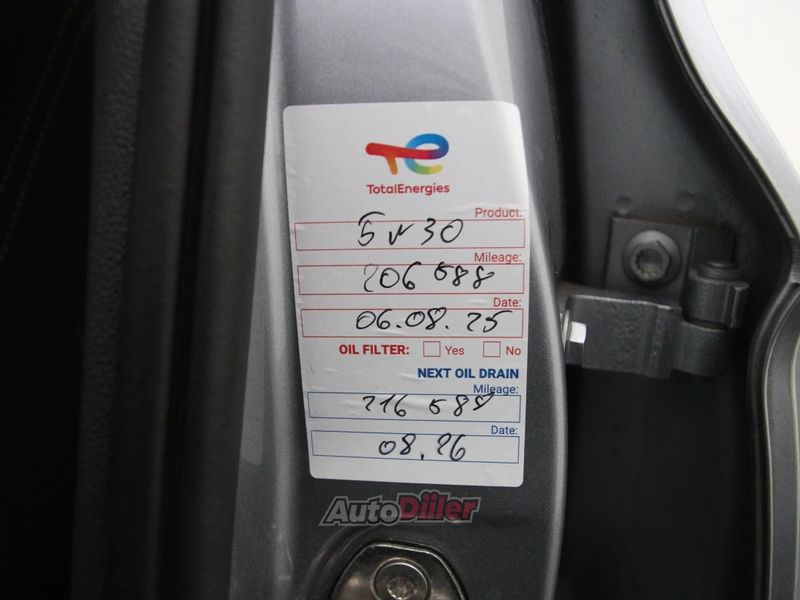 TotalEnergies
Product:
5w30
Mileage:
206 588
Date:
06.08.25
OIL FILTER: Yes No
NEXT OIL DRAIN
Mileage:
216 588
Date:
08.26
AutoDiiler